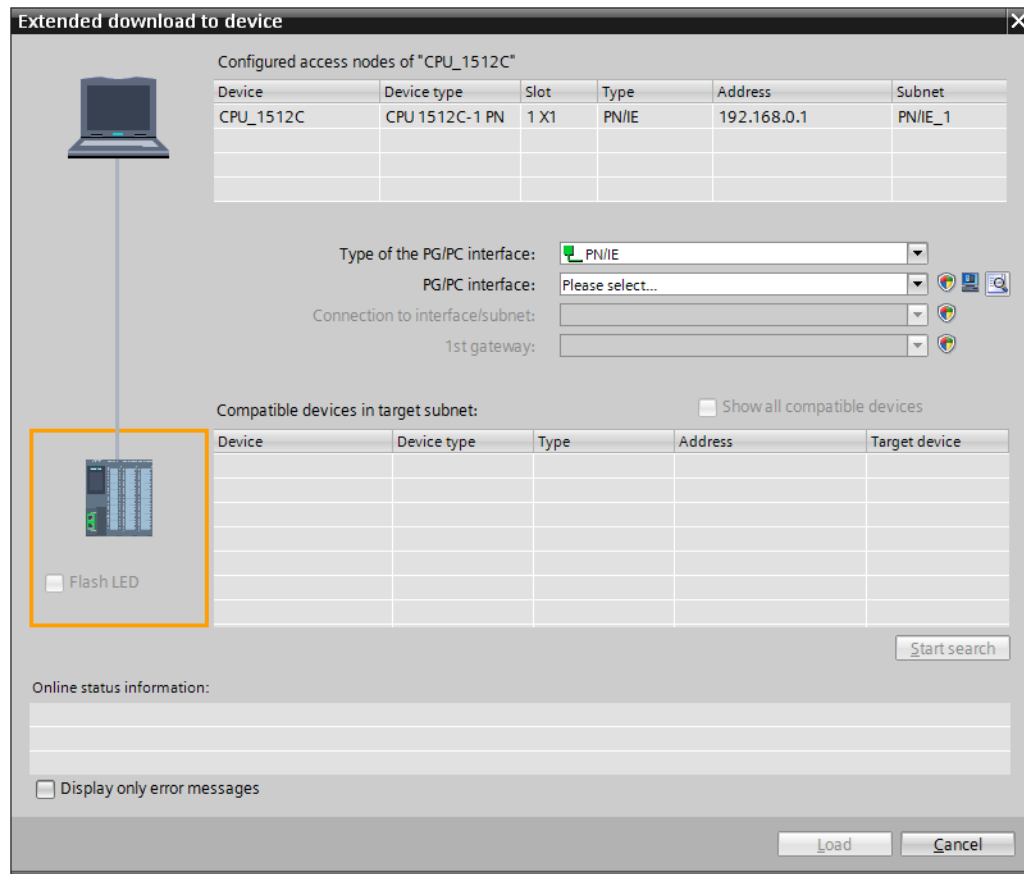 Extended download to device
Configured access nodes of "CPU_1512C"
Device Device type Slot Type Address Subnet
CPU_1512C CPU 1512C-1 PN 1 X1 PN/IE 192.168.0.1 PN/IE_1
Type of the PG/PC interface: PN/IE
PG/PC interface: Please select...
Connection to interface/subnet:
1st gateway:
Compatible devices in target subnet: Show all compatible devices
Device Device type Type Address Target device
Flash LED
Start search
Online status information:
Display only error messages
Load Cancel